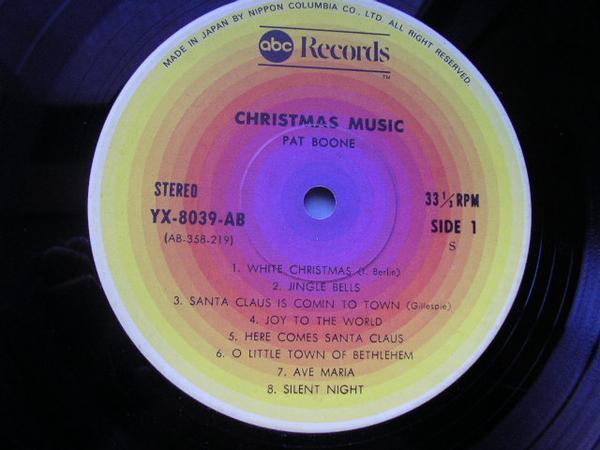 MADE IN JAPAN BY NIPPON COLUMBIA CO., LTD. ALL RIGHT RESERVED.
abc Records
TM
CHRISTMAS MUSIC
PAT BOONE
STEREO
YX-8039-AB
(AB-358-219)
33 1/3 RPM
SIDE 1
S
1. WHITE CHRISTMAS (I. Berlin)
2. JINGLE BELLS
3. SANTA CLAUS IS COMIN TO TOWN (Gillespie)
4. JOY TO THE WORLD
5. HERE COMES SANTA CLAUS
6. O LITTLE TOWN OF BETHLEHEM
7. AVE MARIA
8. SILENT NIGHT